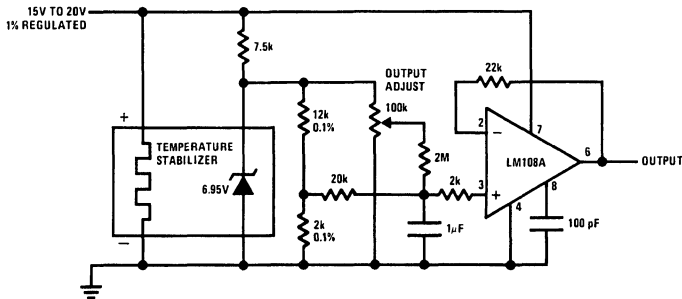 15V TO 20V
1% REGULATED
7.5k
OUTPUT
ADJUST
22k
+
12k
0.1%
100k
2
−
7
TEMPERATURE
STABILIZER
2M
LM108A
6
OUTPUT
6.95V
20k
2k
3
+
4
8
−
2k
0.1%
1μF
100 pF